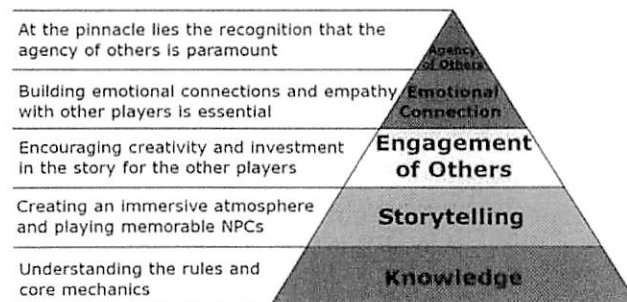 At the pinnacle lies the recognition that the
agency of others is paramount
Agency
of Others
Building emotional connections and empathy
with other players is essential
Emotional
Connection
Encouraging creativity and investment
in the story for the other players
Engagement
of Others
Creating an immersive atmosphere
and playing memorable NPCs
Storytelling
Understanding the rules and
core mechanics
Knowledge